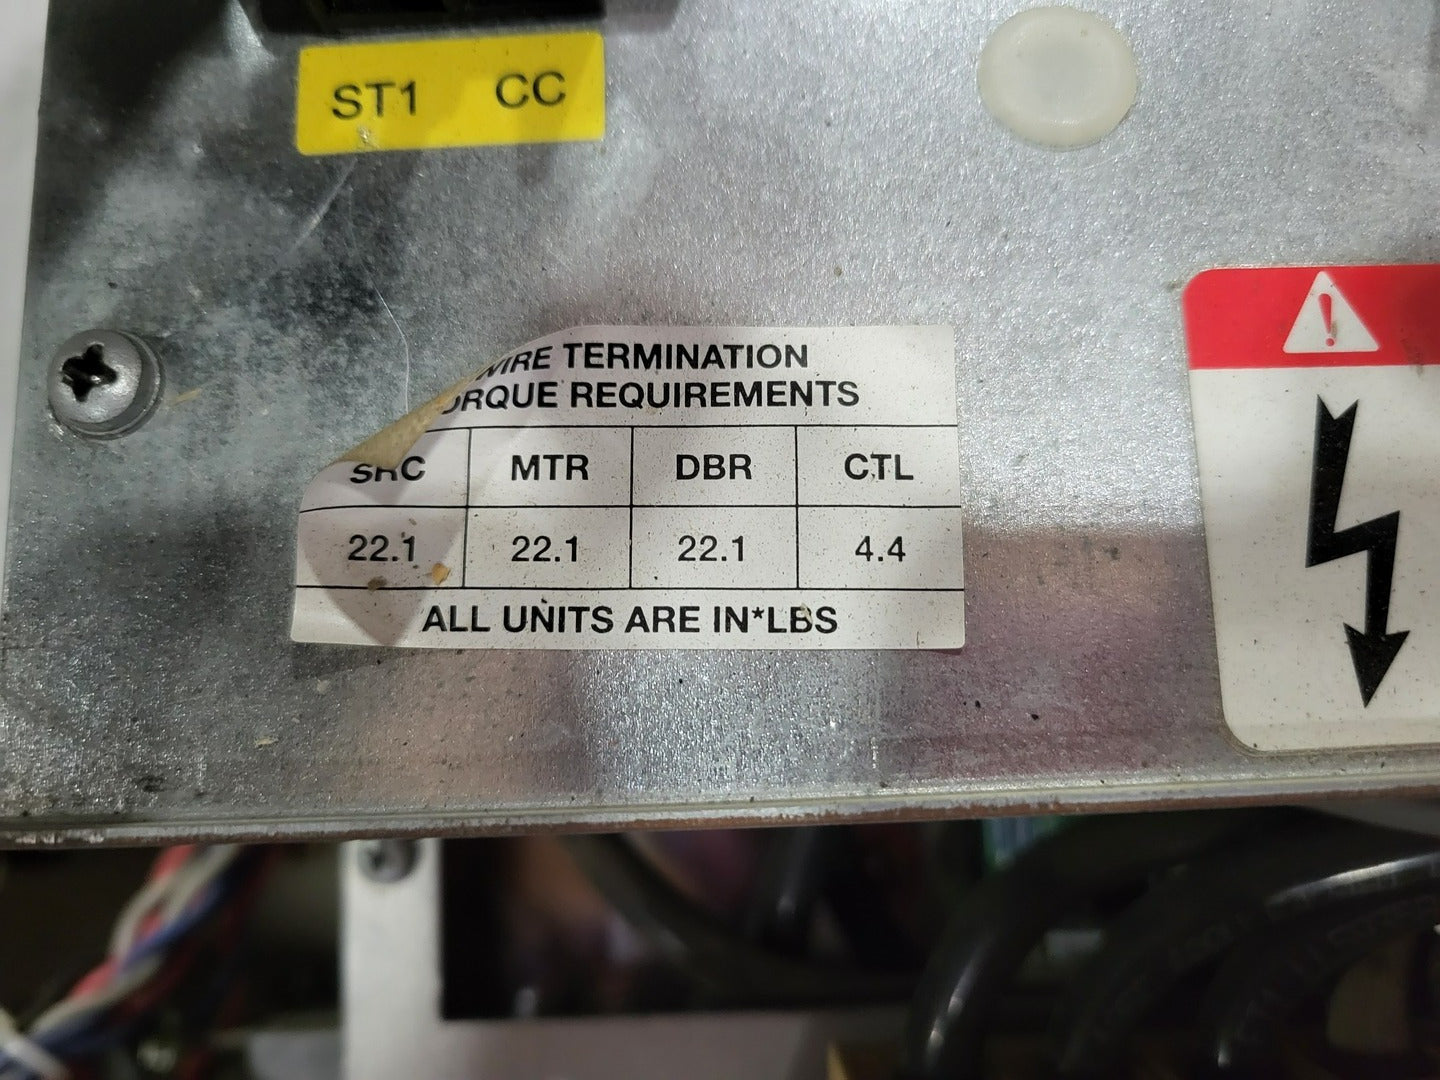 ST1 CC
WIRE TERMINATION
TORQUE REQUIREMENTS
SRC MTR DBR CTL
22.1 22.1 22.1 4.4
ALL UNITS ARE IN*LBS